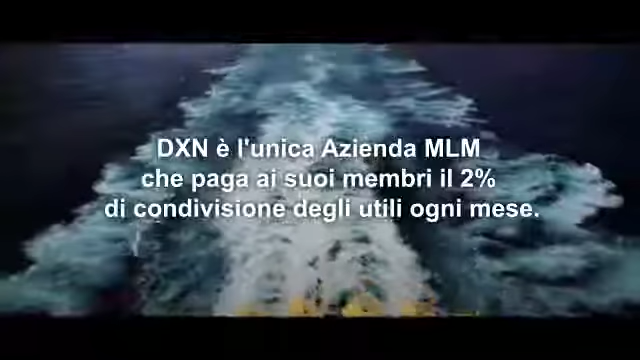 DXN è l'unica Azienda MLM
che paga ai suoi membri il 2%
di condivisione degli utili ogni mese.